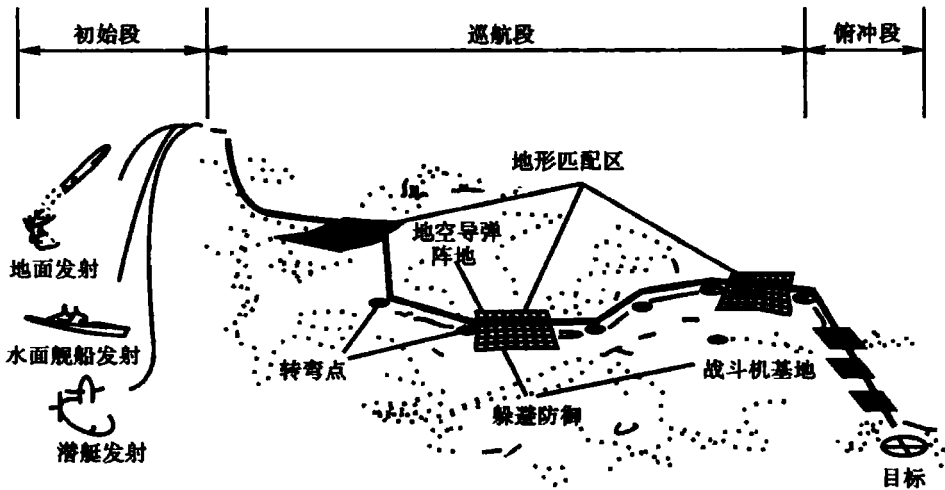 初始段
巡航段
俯冲段
地形匹配区
地空导弹
阵地
地面发射
水面舰船发射
转弯点
战斗机基地
躲避防御
潜艇发射
目标